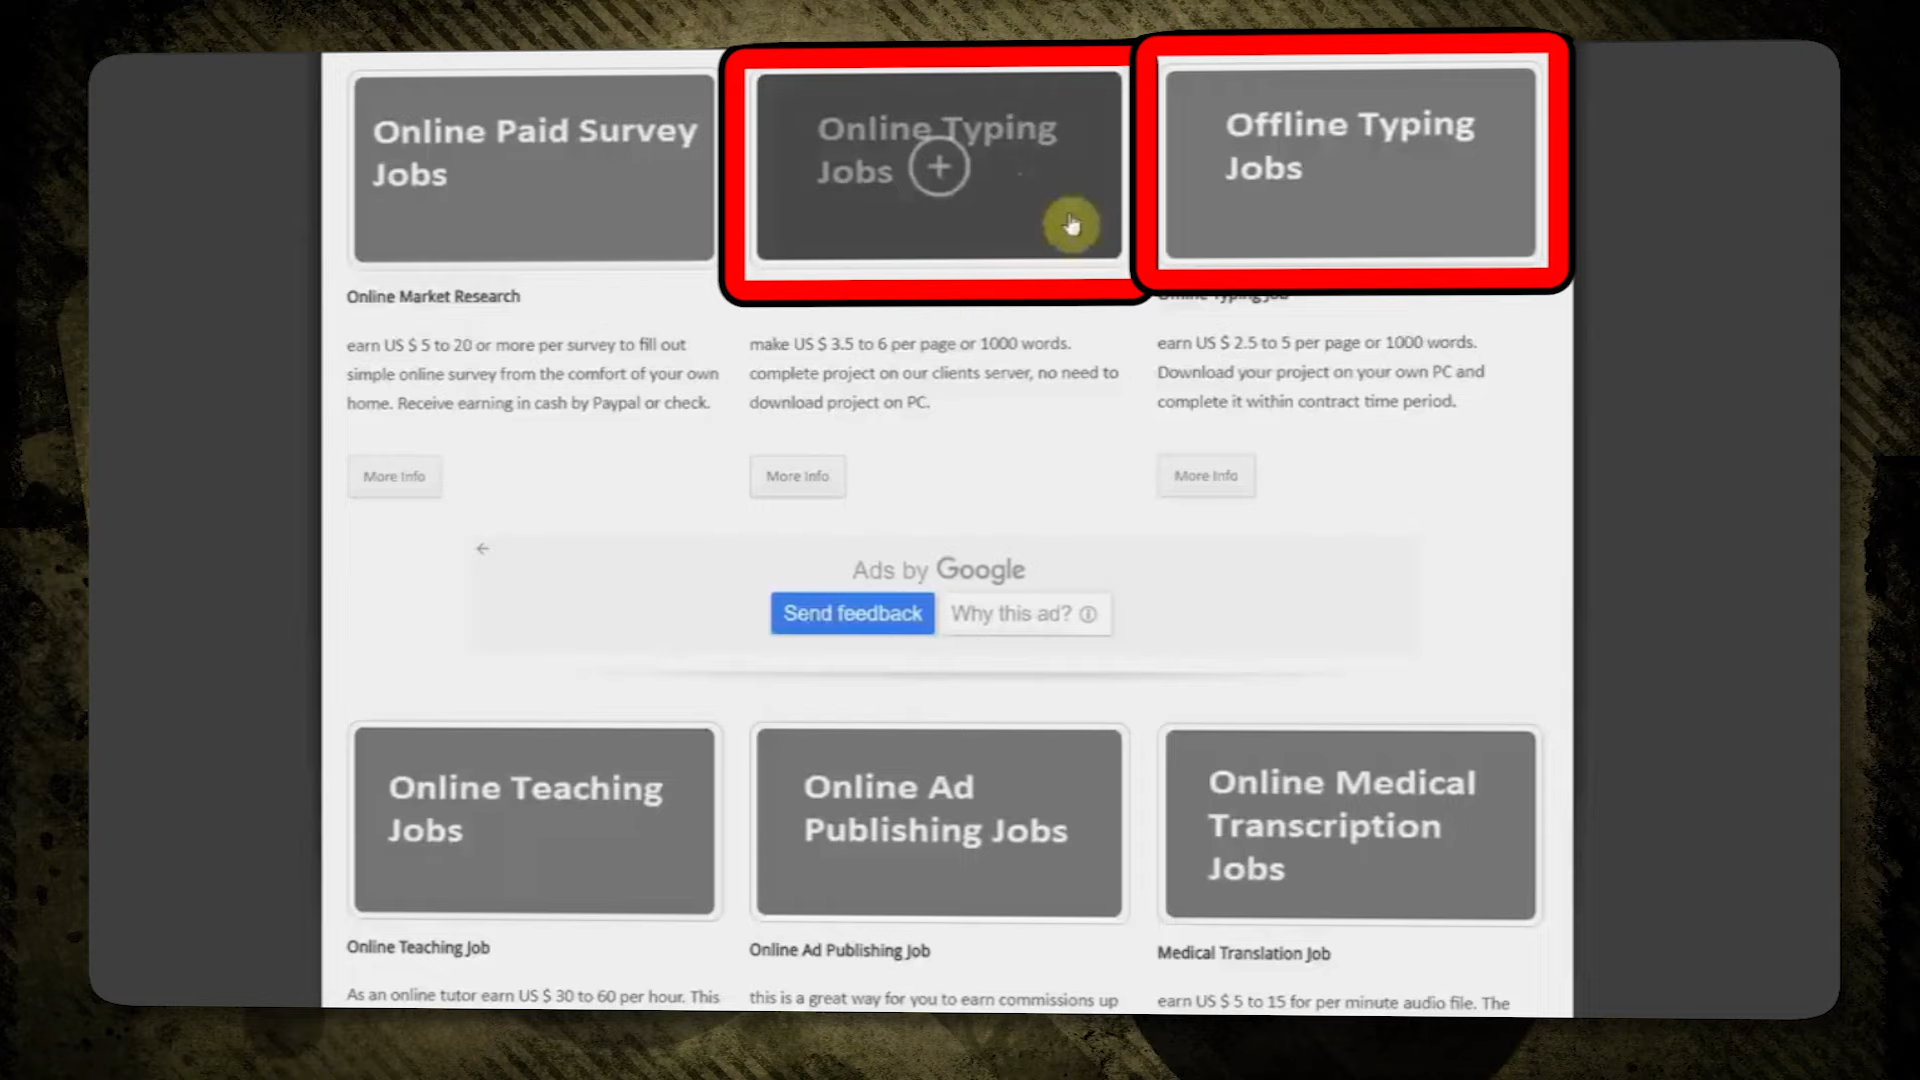 Online Paid Survey
Jobs
Online Market Research
earn US $ 5 to 20 or more per survey to fill out
simple online survey from the comfort of your own
home. Receive earning in cash by Paypal or check.
More Info
Online Typing
Jobs
make US $ 3.5 to 6 per page or 1000 words.
complete project on our clients server, no need to
download project on PC.
More Info
Offline Typing
Jobs
earn US $ 2.5 to 5 per page or 1000 words.
Download your project on your own PC and
complete it within contract time period.
More Info
Ads by Google
Send feedback
Why this ad?
Online Teaching
Jobs
Online Teaching Job
As an online tutor earn US $ 30 to 60 per hour. This
Online Ad
Publishing Jobs
Online Ad Publishing Job
this is a great way for you to earn commissions up
Online Medical
Transcription
Jobs
Medical Translation Job
earn US $ 5 to 15 for per minute audio file. The